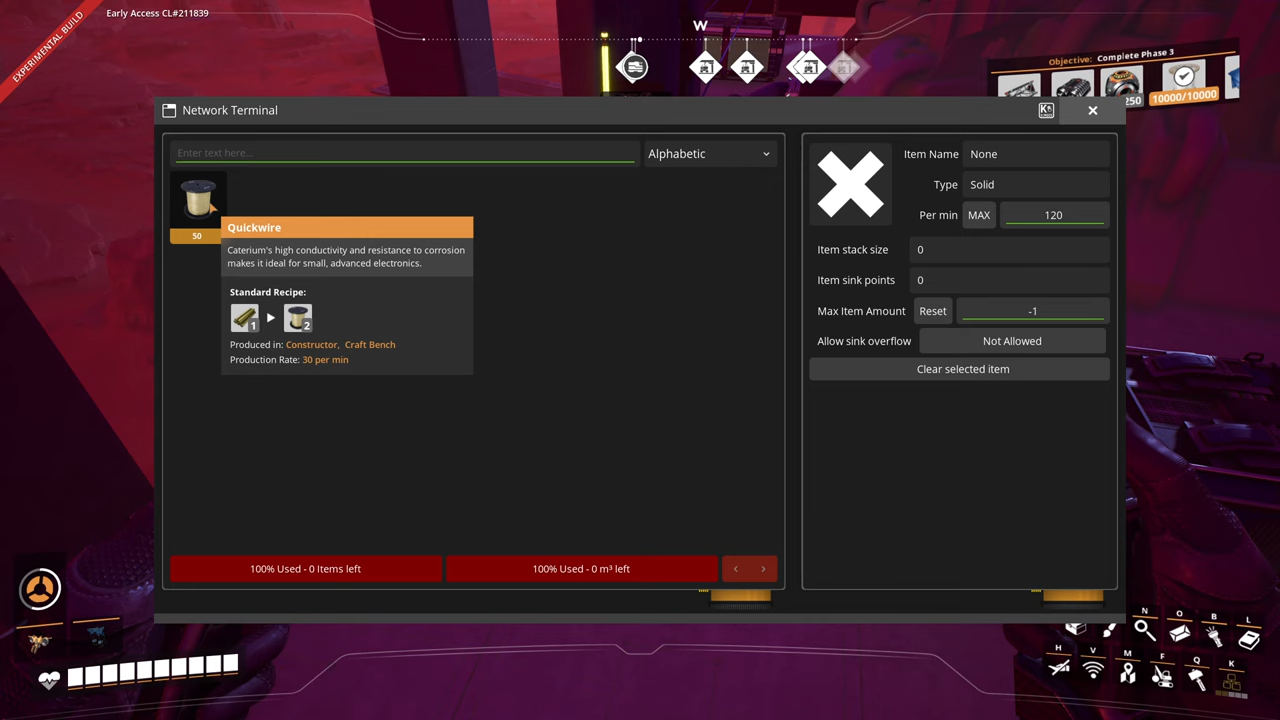 Early Access CL#211839
EXPERIMENTAL BUILD
W
Objective: Complete Phase 3
250
10000/10000
Network Terminal
Enter text here...
Alphabetic
50
Quickwire
Caterium's high conductivity and resistance to corrosion
makes it ideal for small, advanced electronics.
Standard Recipe:
1
2
Produced in: Constructor, Craft Bench
Production Rate: 30 per min
100% Used - 0 Items left
100% Used - 0 m³ left
Item Name None
Type Solid
Per min MAX 120
Item stack size 0
Item sink points 0
Max Item Amount Reset -1
Allow sink overflow Not Allowed
Clear selected item
N O B L
H V M F Q K